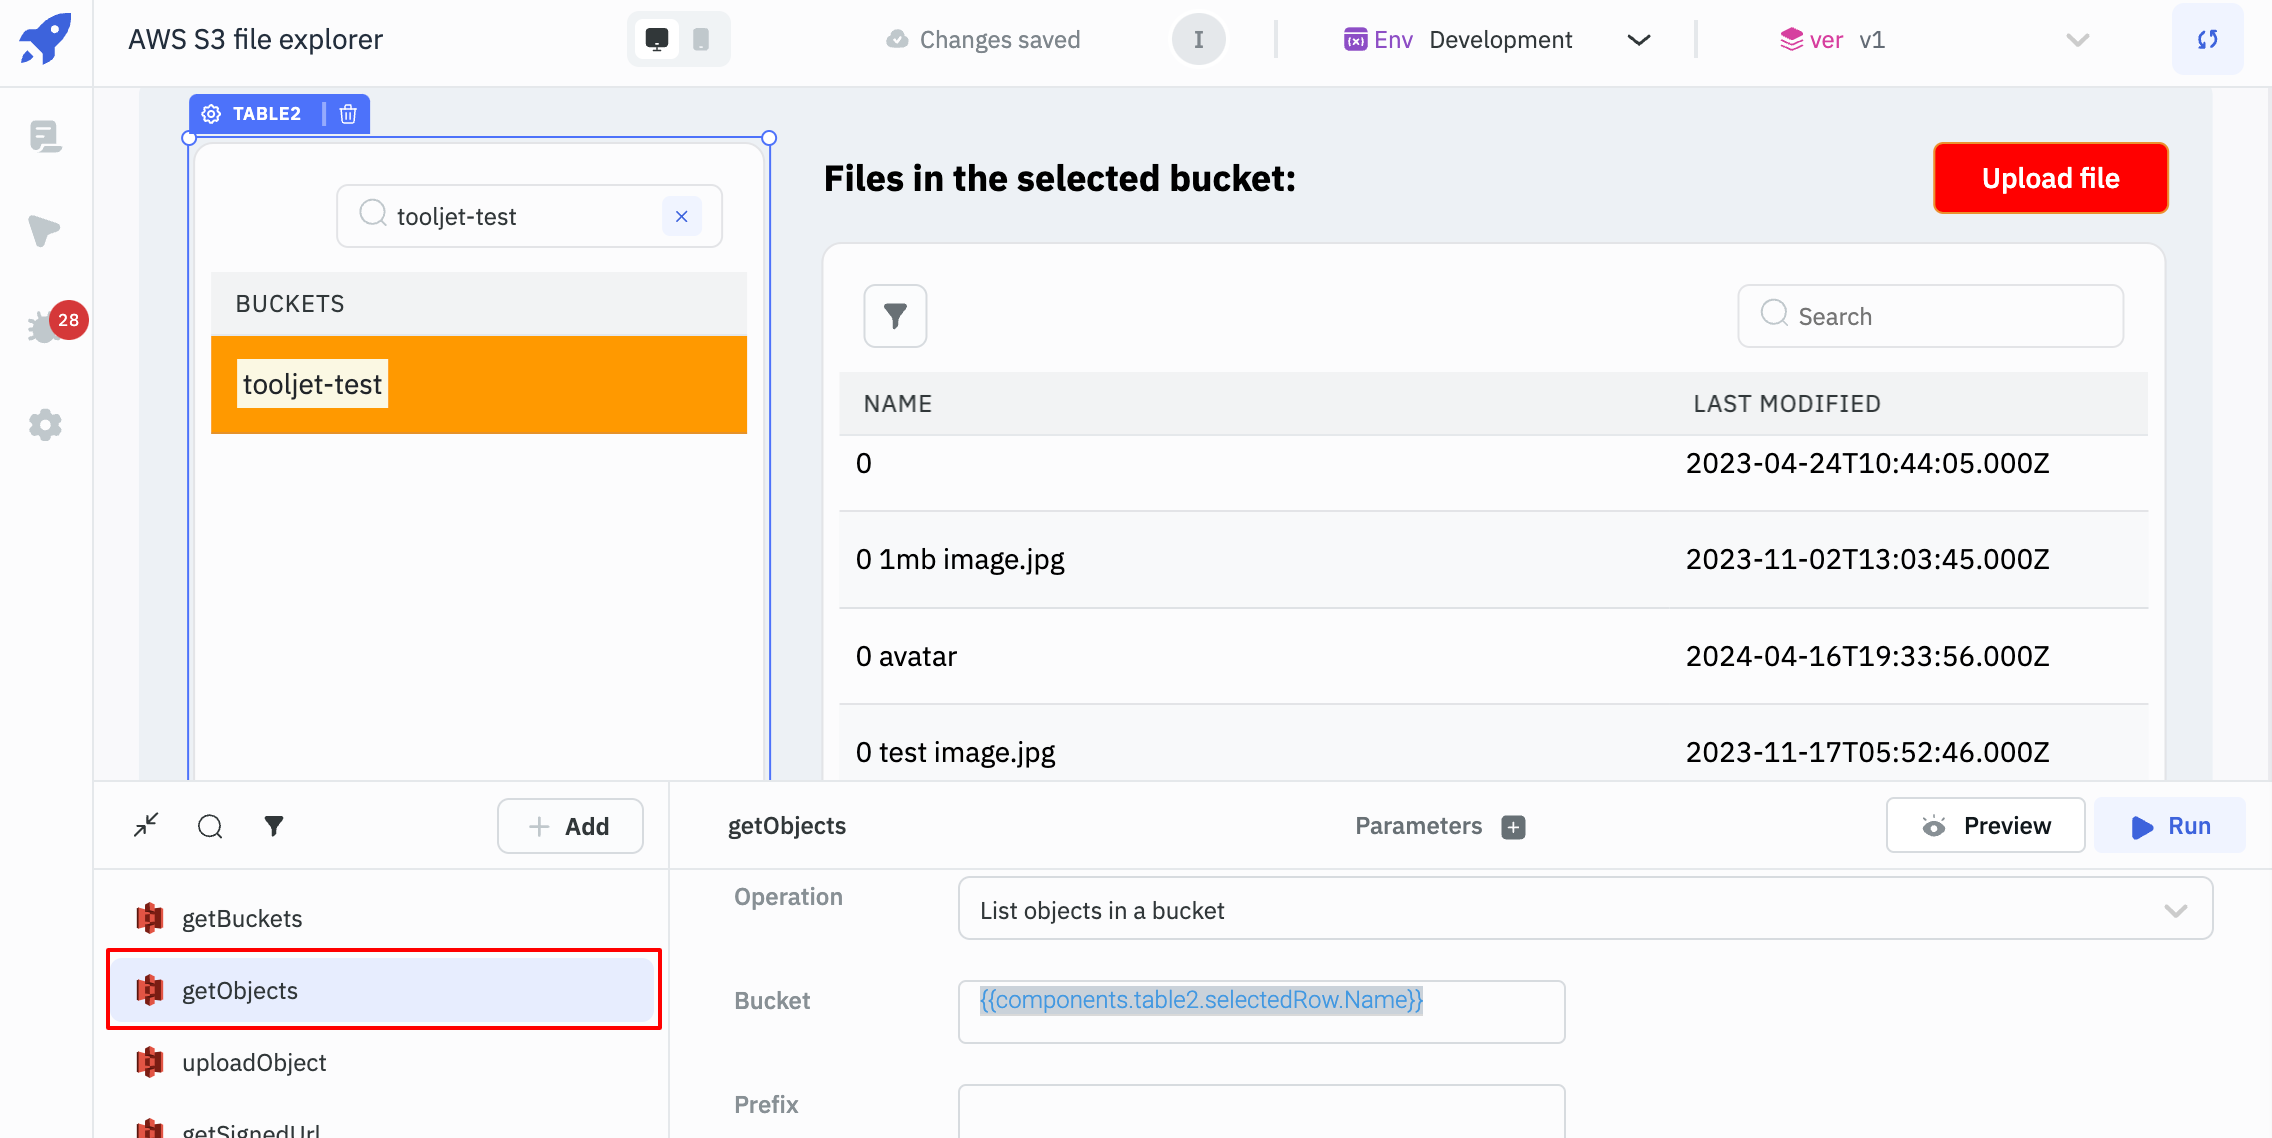 AWS S3 file explorer
Changes saved
I
Env Development
ver v1
TABLE2
tooljet-test
BUCKETS
tooljet-test
28
Files in the selected bucket:
Upload file
Search
NAME LAST MODIFIED
0 2023-04-24T10:44:05.000Z
0 1mb image.jpg 2023-11-02T13:03:45.000Z
0 avatar 2024-04-16T19:33:56.000Z
0 test image.jpg 2023-11-17T05:52:46.000Z
Add
getBuckets
getObjects
uploadObject
getSignedUrl
getObjects
Parameters
Preview
Run
Operation
List objects in a bucket
Bucket
{{components.table2.selectedRow.Name}}
Prefix